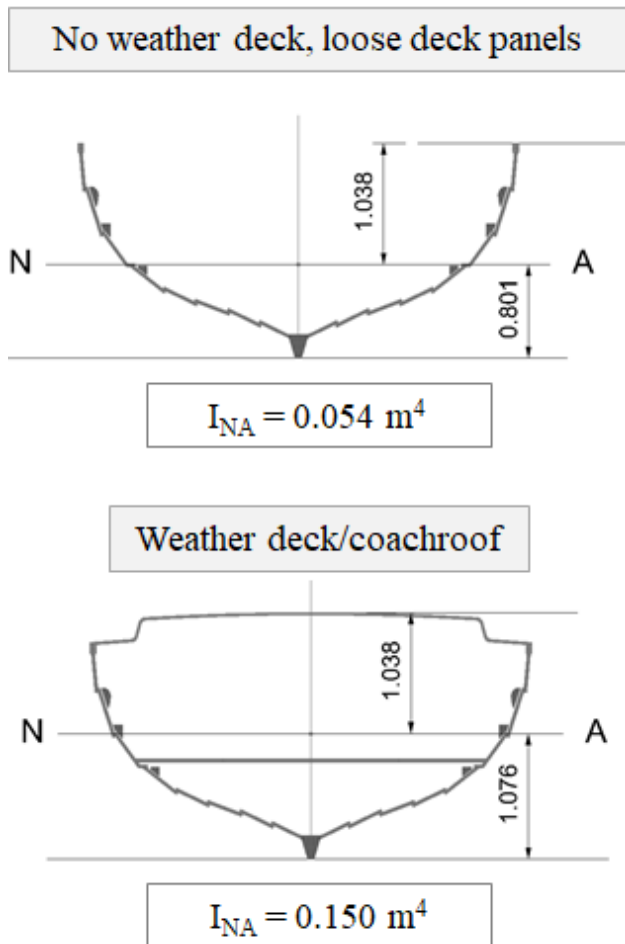 No weather deck, loose deck panels
1.038
N
A
0.801
I_NA = 0.054 m⁴
Weather deck/coachroof
1.038
N
A
1.076
I_NA = 0.150 m⁴